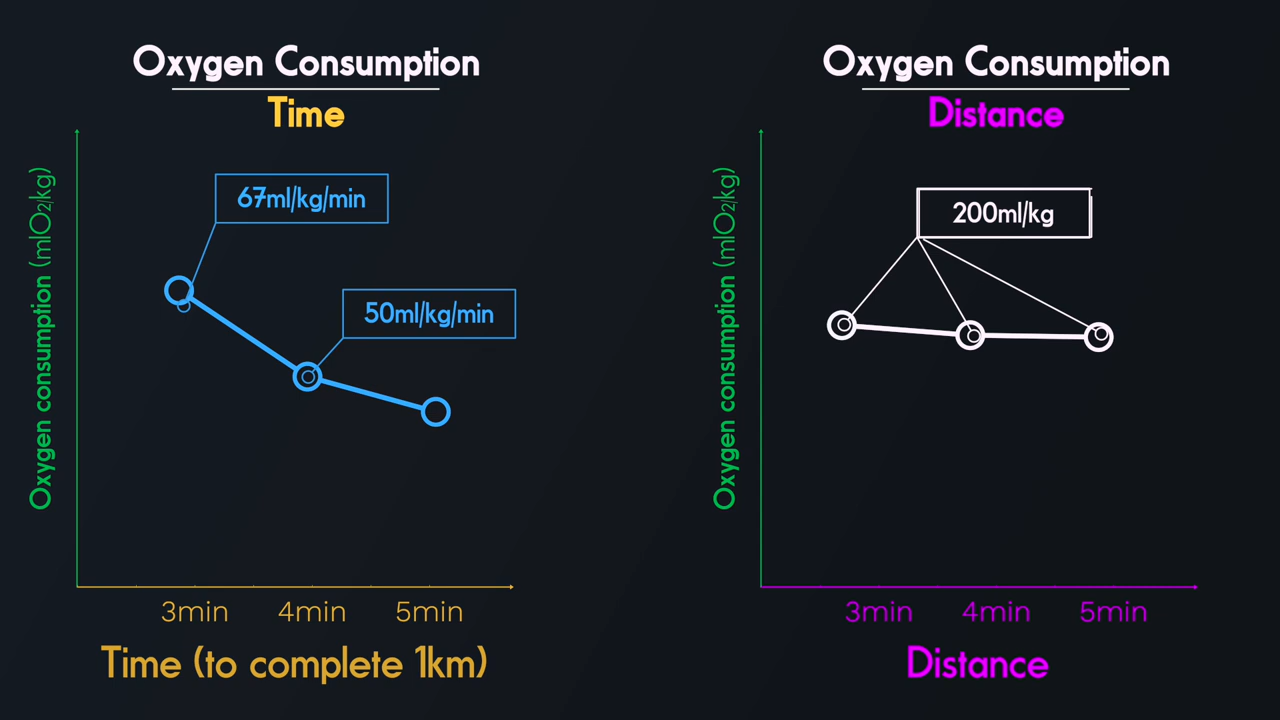 Oxygen Consumption
Time
Oxygen consumption (mlO2/kg)
67ml/kg/min
50ml/kg/min
3min 4min 5min
Time (to complete 1km)
Oxygen Consumption
Distance
Oxygen consumption (mlO2/kg)
200ml/kg
3min 4min 5min
Distance